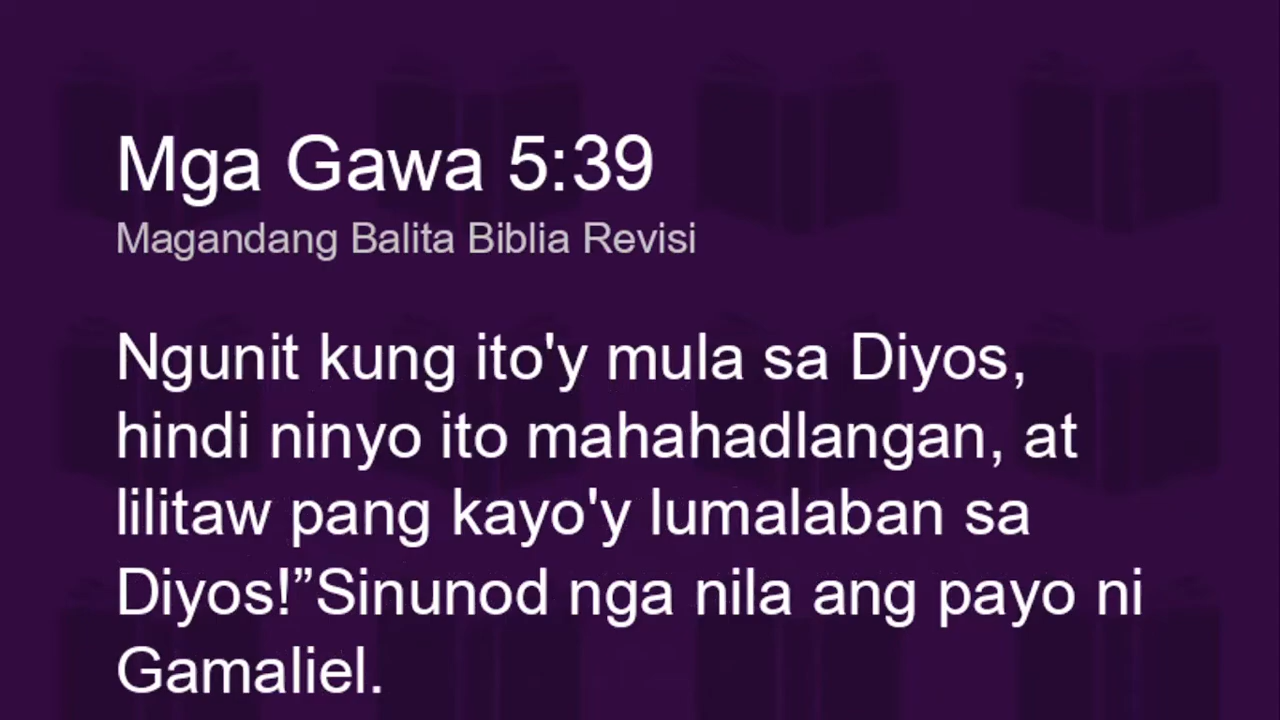 Mga Gawa 5:39
Magandang Balita Biblia Revisi
Ngunit kung ito'y mula sa Diyos,
hindi ninyo ito mahahadlangan, at
lilitaw pang kayo'y lumalaban sa
Diyos!”Sinunod nga nila ang payo ni
Gamaliel.